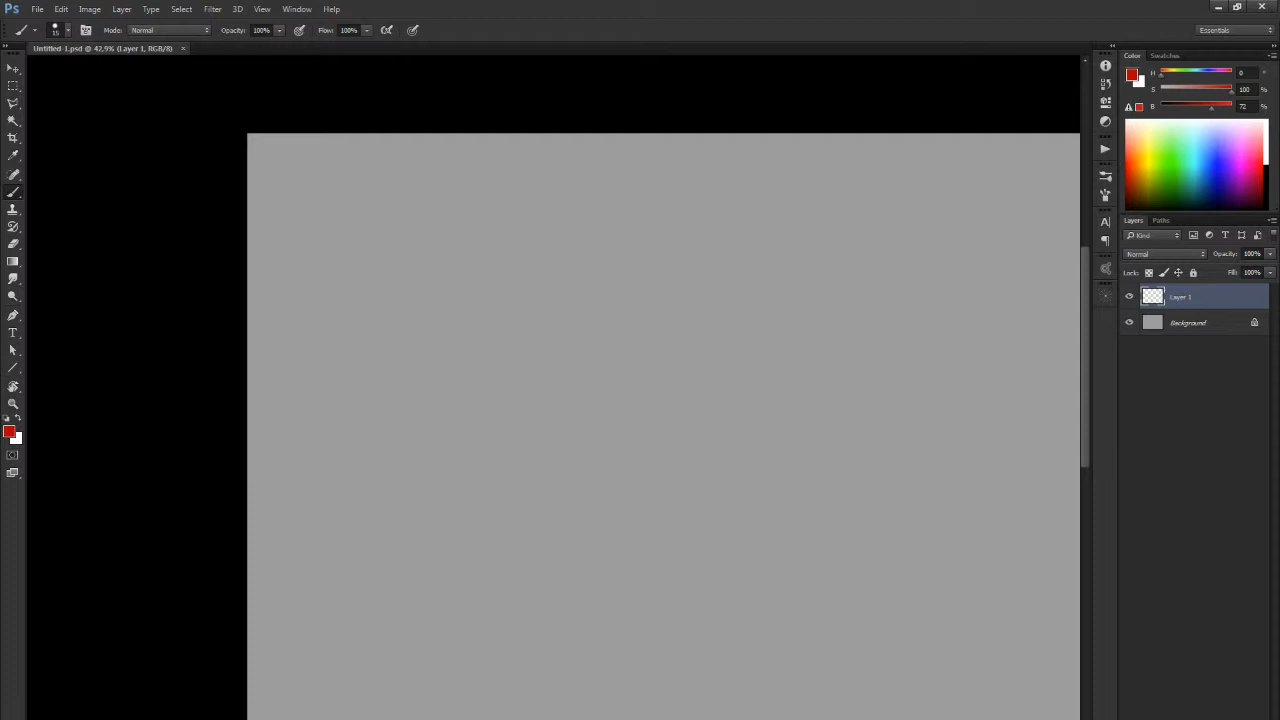 Ps File Edit Image Layer Type Select Filter 3D View Window Help
15 Mode: Normal Opacity: 100% Flow: 100% Essentials
Untitled-1.psd @ 42,9% (Layer 1, RGB/8) ×
Color Swatches
H 0 °
S 100 %
B 72 %
Layers Paths
Kind
Normal Opacity: 100%
Lock: Fill: 100%
Layer 1
Background